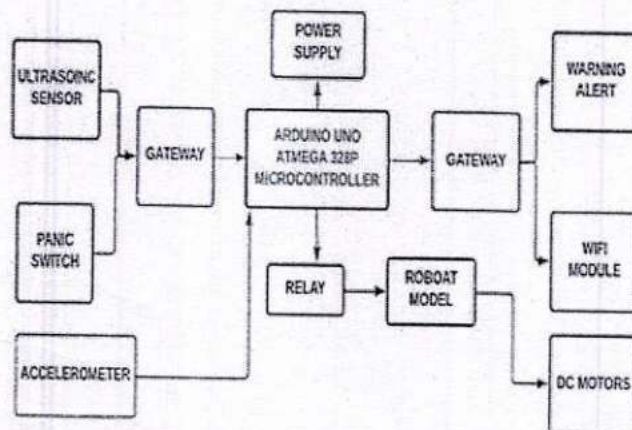 POWER
SUPPLY
ULTRASOINC
SENSOR
WARNING
ALERT
GATEWAY
ARDUINO UNO
ATMEGA 328P
MICROCONTROLLER
GATEWAY
PANIC
SWITCH
WIFI
MODULE
RELAY
ROBOAT
MODEL
ACCELEROMETER
DC MOTORS